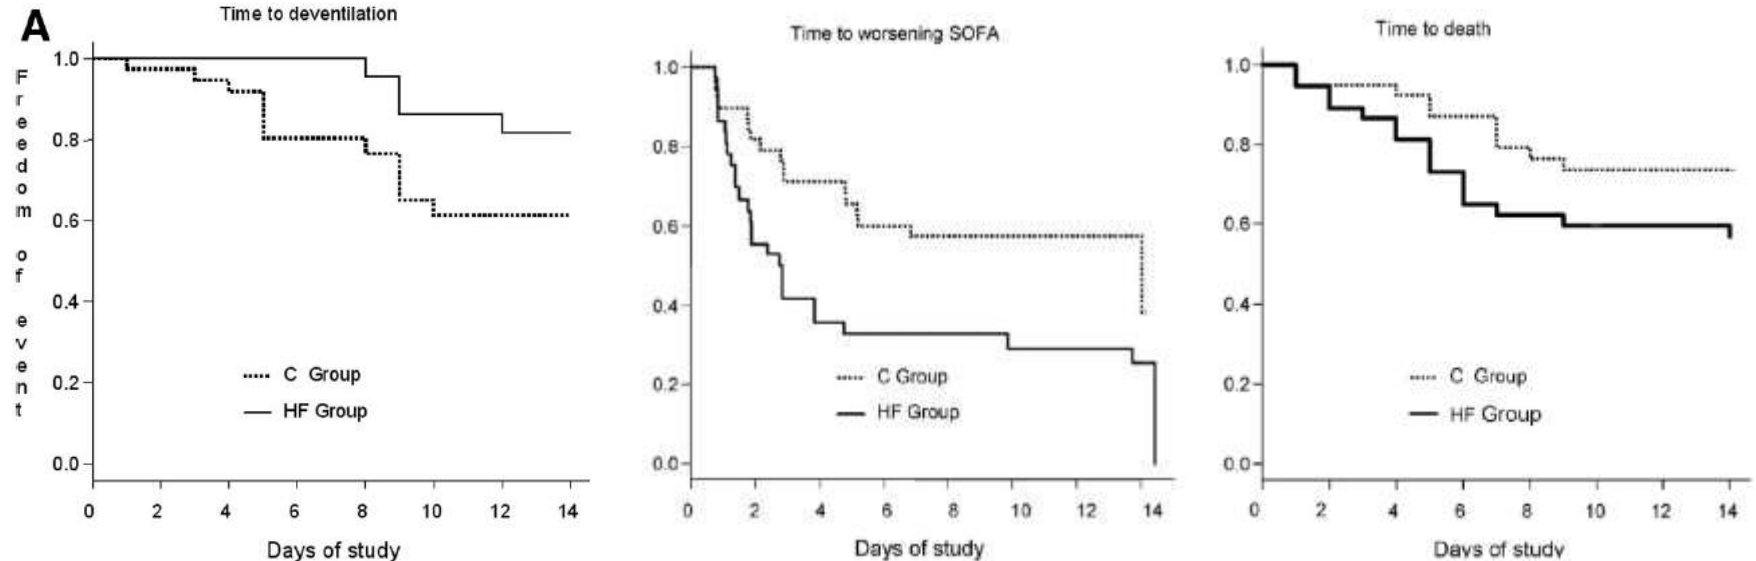 A
Time to deventilation
Freedom of event
1.0
0.8
0.6
0.4
0.2
0.0
C Group
HF Group
0 2 4 6 8 10 12 14
Days of study
Time to worsening SOFA
1.0
0.8
0.6
0.4
0.2
0.0
C Group
HF Group
0 2 4 6 8 10 12 14
Days of study
Time to death
1.0
0.8
0.6
0.4
0.2
0.0
C Group
HF Group
0 2 4 6 8 10 12 14
Days of study